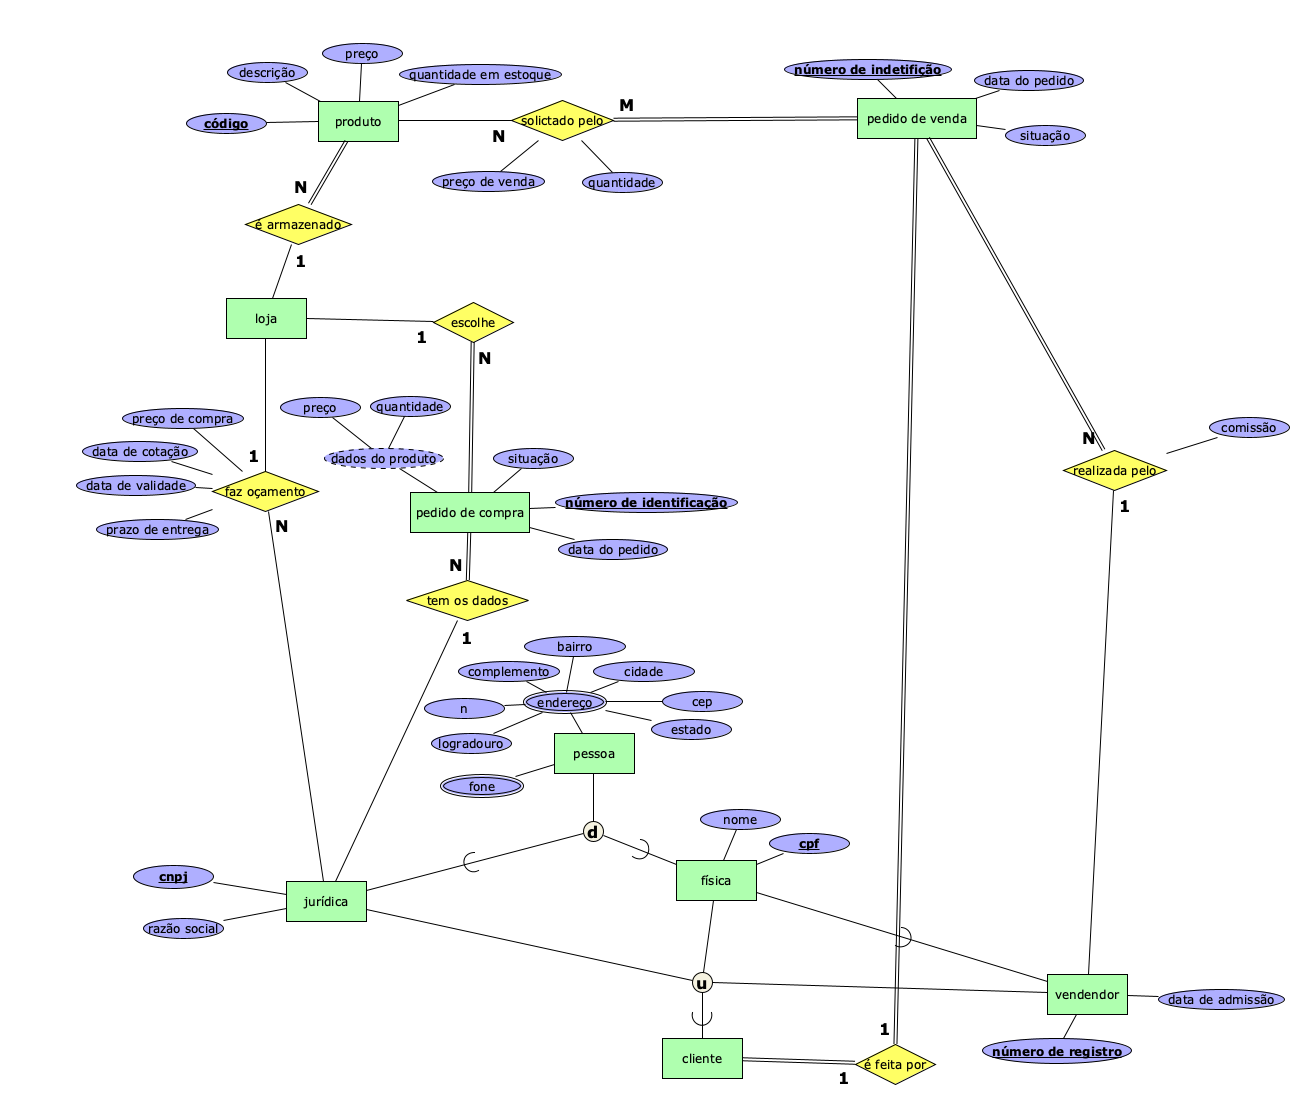 preço
descrição
quantidade em estoque
código
produto
N
solictado pelo
M
preço de venda
quantidade
número de indetifição
data do pedido
pedido de venda
situação
N
é armazenado
1
loja
1
escolhe
N
preço de compra
data de cotação
data de validade
prazo de entrega
1
faz oçamento
N
preço
quantidade
dados do produto
situação
número de identificação
pedido de compra
data do pedido
N
tem os dados
1
comissão
N
realizada pelo
1
bairro
complemento
cidade
endereço
cep
n
estado
logradouro
pessoa
fone
d
nome
cpf
física
cnpj
jurídica
razão social
u
vendendor
data de admissão
número de registro
1
cliente
1
é feita por